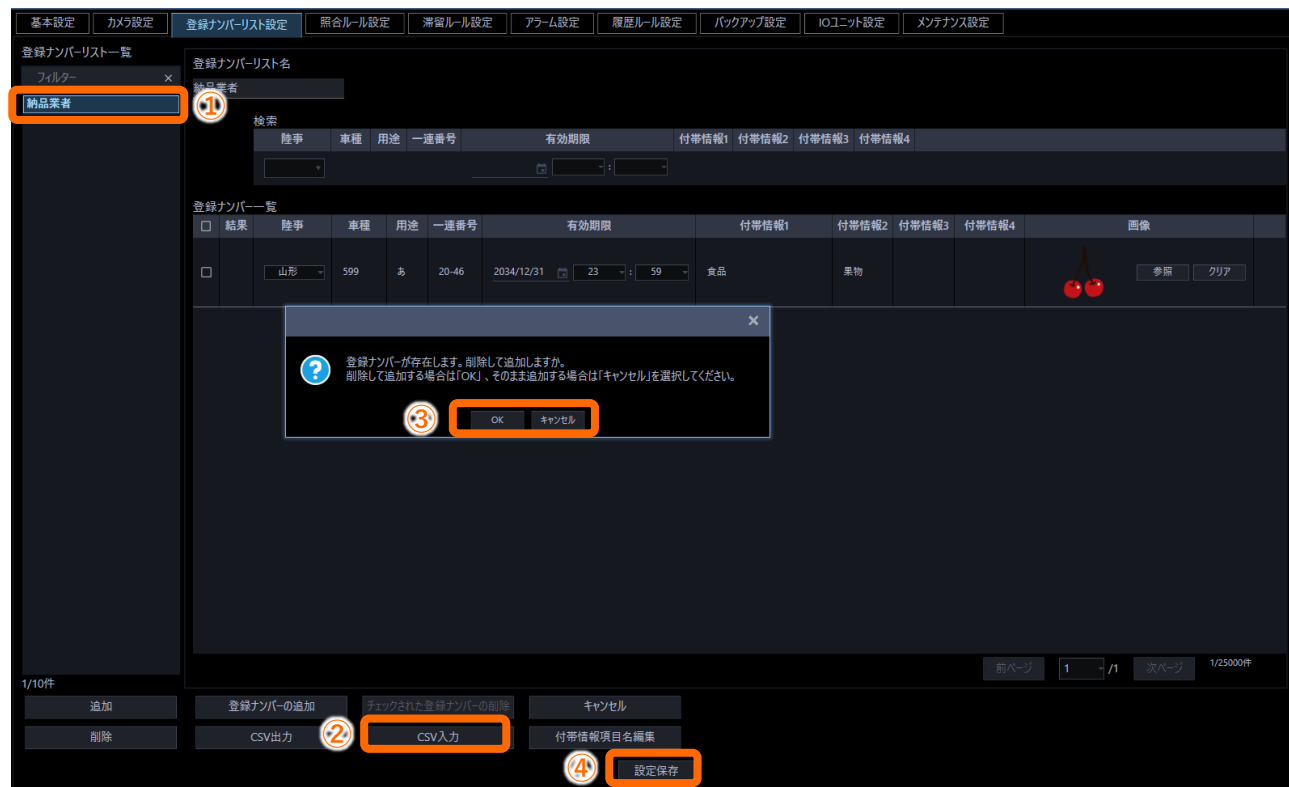 基本設定 カメラ設定 登録ナンバーリスト設定 照合ルール設定 滞留ルール設定 アラーム設定 履歴ルール設定 バックアップ設定 IOユニット設定 メンテナンス設定
登録ナンバーリスト一覧
フィルター ×
納品業者
①
登録ナンバーリスト名
納品業者
検索
陸事 車種 用途 一連番号 有効期限 付帯情報1 付帯情報2 付帯情報3 付帯情報4
:
登録ナンバー一覧
結果 陸事 車種 用途 一連番号 有効期限 付帯情報1 付帯情報2 付帯情報3 付帯情報4 画像
山形 599 あ 20-46 2034/12/31 23 : 59 食品 果物 参照 クリア
×
?
登録ナンバーが存在します。削除して追加しますか。
削除して追加する場合は「OK」、そのまま追加する場合は「キャンセル」を選択してください。
③ OK キャンセル
前ページ 1 /1 次ページ 1/25000件
1/10件
追加 登録ナンバーの追加 チェックされた登録ナンバーの削除 キャンセル
削除 CSV出力 ② CSV入力 付帯情報項目名編集
④ 設定保存